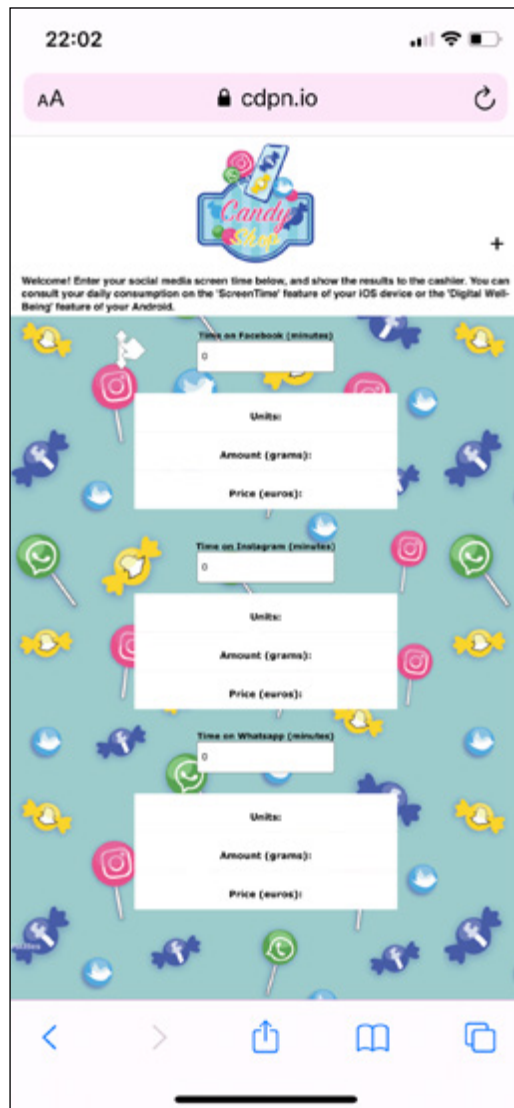 22:02
AA
cdpn.io
Candy
Shop
+
Welcome! Enter your social media screen time below, and show the results to the cashier. You can
consult your daily consumption on the 'ScreenTime' feature of your iOS device or the 'Digital Well-
Being' feature of your Android.
Time on Facebook (minutes)
0
Units:
Amount (grams):
Price (euros):
Time on Instagram (minutes)
0
Units:
Amount (grams):
Price (euros):
Time on Whatsapp (minutes)
0
Units:
Amount (grams):
Price (euros):